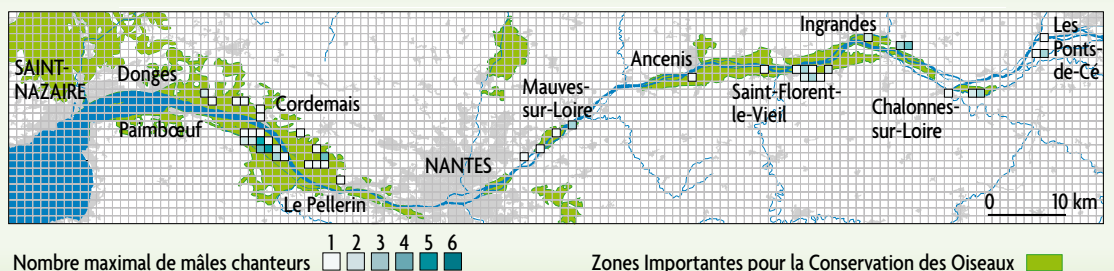 SAINT-
NAZAIRE
Donges
Paimbœuf
Cordemais
Le Pellerin
NANTES
Mauves-
sur-Loire
Ancenis
Saint-Florent-
le-Vieil
Ingrandes
Chalonnes-
sur-Loire
Les
Ponts-
de-Cé
0 10 km
Nombre maximal de mâles chanteurs 1 2 3 4 5 6
Zones Importantes pour la Conservation des Oiseaux